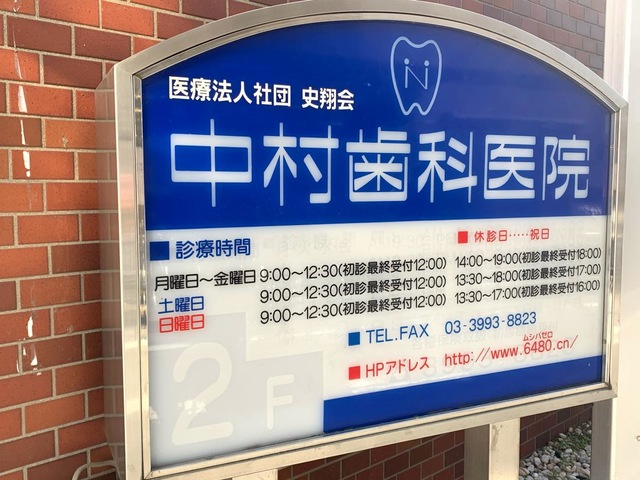 N
医療法人社団 史翔会
中村歯科医院
■ 診療時間
■ 休診日‥‥‥祝日
月曜日～金曜日 9:00～12:30(初診最終受付12:00) 14:00～19:00(初診最終受付18:00)
土曜日 9:00～12:30(初診最終受付12:00) 13:30～18:00(初診最終受付17:00)
日曜日 9:00～12:30(初診最終受付12:00) 13:30～17:00(初診最終受付16:00)
■ TEL.FAX 03-3993-8823
ムシバゼロ
■ HPアドレス http://www.6480.cn/
2F